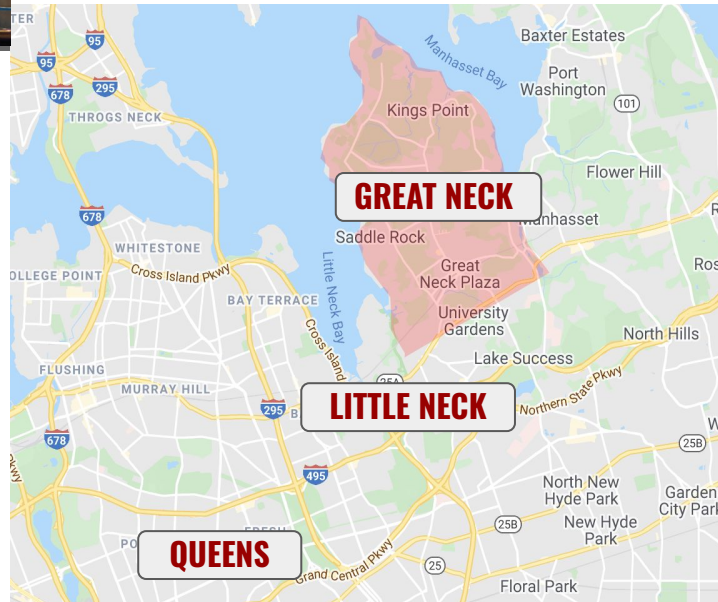 Baxter Estates
Manhasset Bay
95
95
295
678
Port
Washington
101
Kings Point
THROGS NECK
Flower Hill
GREAT NECK
678
Manhasset
WHITESTONE
Saddle Rock
Cross Island Pkwy
OLLEGE POINT
Little Neck Bay
Great
Neck Plaza
BAY TERRACE
University
Gardens
North Hills
Cross Island
Lake Success
FLUSHING
MURRAY HILL
25A
Northern State Pkwy
LITTLE NECK
295
678
25B
495
North New
Hyde Park
Garden
City Park
25B
New Hyde
Park
QUEENS
Grand Central Pkwy
25
Floral Park